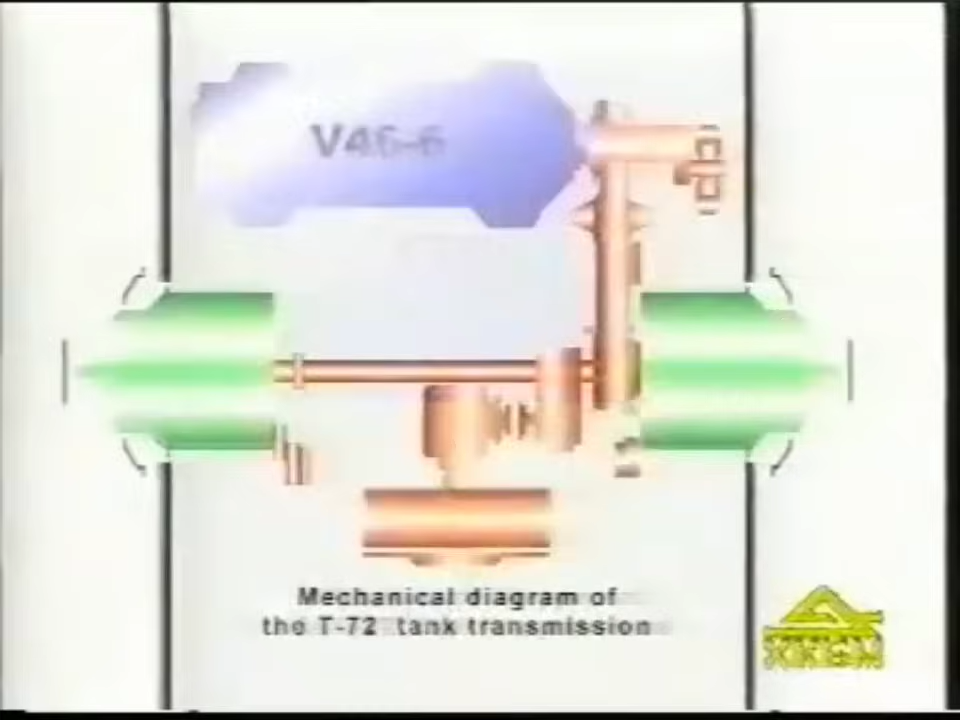 V46-6
Mechanical diagram of
the T-72 tank transmission